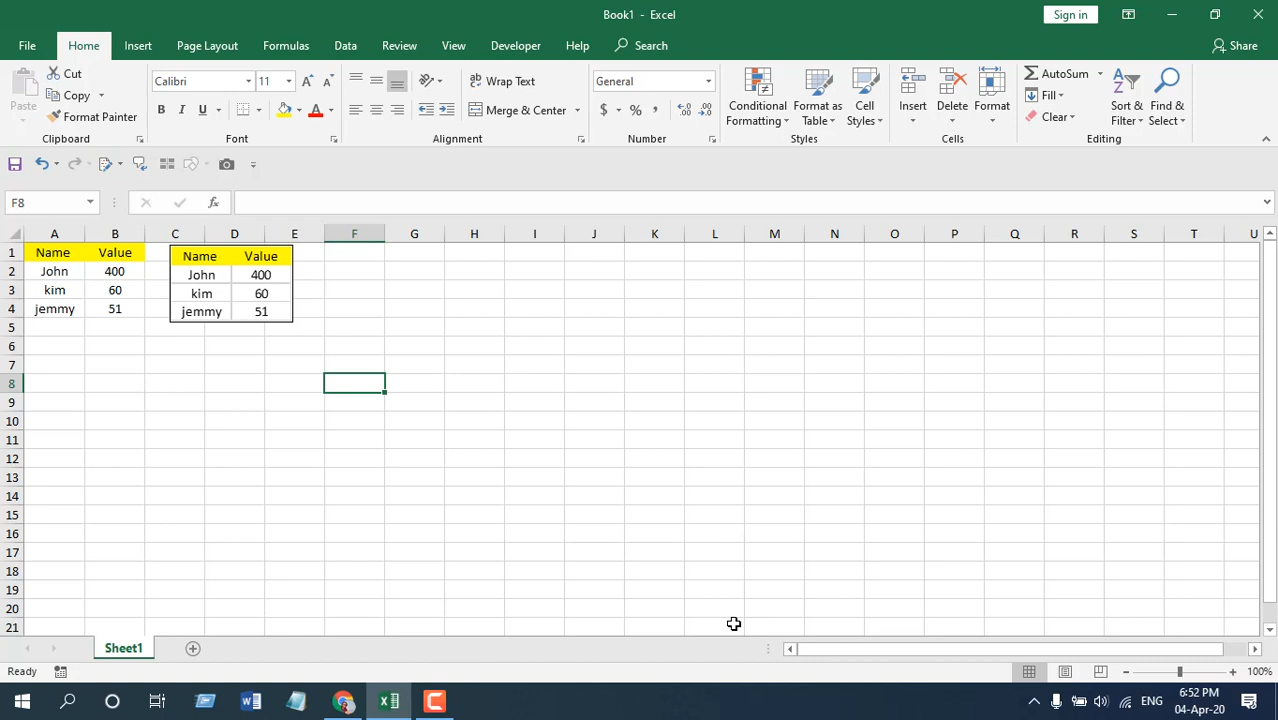 Book1 - Excel
Sign in
File Home Insert Page Layout Formulas Data Review View Developer Help Search Share
Paste
Cut
Copy
Format Painter
Clipboard
Calibri 11
B I U
Font
Wrap Text
Merge & Center
Alignment
General
$ % ,
Number
Conditional Formatting
Format as Table
Cell Styles
Styles
Insert
Delete
Format
Cells
AutoSum
Fill
Clear
Sort & Filter
Find & Select
Editing
F8
fx
A B C D E F G H I J K L M N O P Q R S T U
1 Name Value Name Value
2 John 400 John 400
3 kim 60 kim 60
4 jemmy 51 jemmy 51
5
6
7
8
9
10
11
12
13
14
15
16
17
18
19
20
21
Sheet1
Ready
100%
ENG
6:52 PM
04-Apr-20